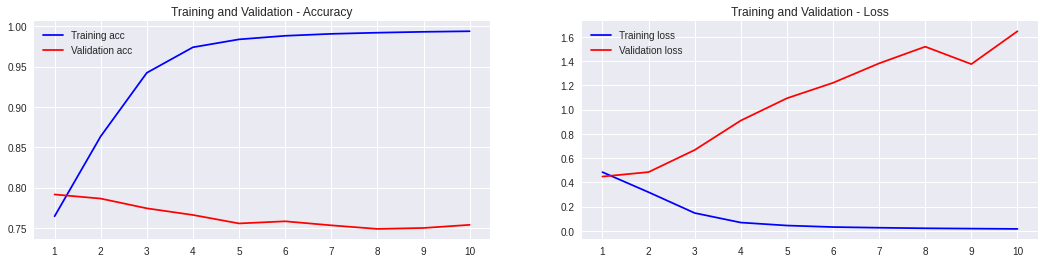 Training and Validation - Accuracy
Training acc
Validation acc
1.00
0.95
0.90
0.85
0.80
0.75
1 2 3 4 5 6 7 8 9 10
Training and Validation - Loss
Training loss
Validation loss
1.6
1.4
1.2
1.0
0.8
0.6
0.4
0.2
0.0
1 2 3 4 5 6 7 8 9 10